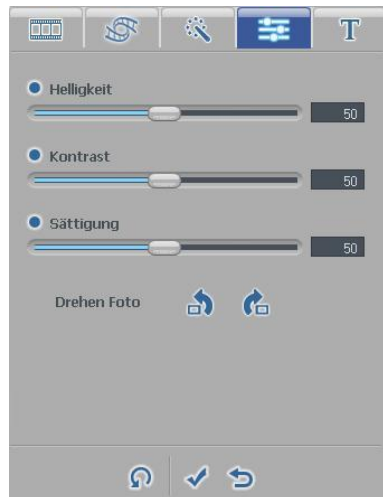 T
Helligkeit
50
Kontrast
50
Sättigung
50
Drehen Foto